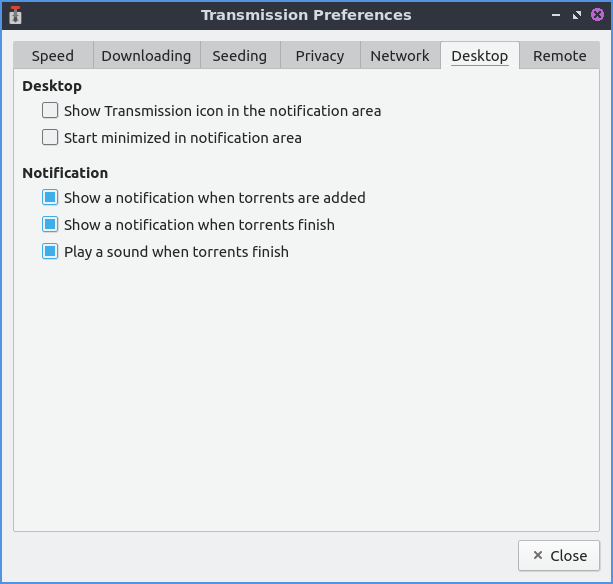 Transmission Preferences
Speed Downloading Seeding Privacy Network Desktop Remote
Desktop
Show Transmission icon in the notification area
Start minimized in notification area
Notification
Show a notification when torrents are added
Show a notification when torrents finish
Play a sound when torrents finish
Close